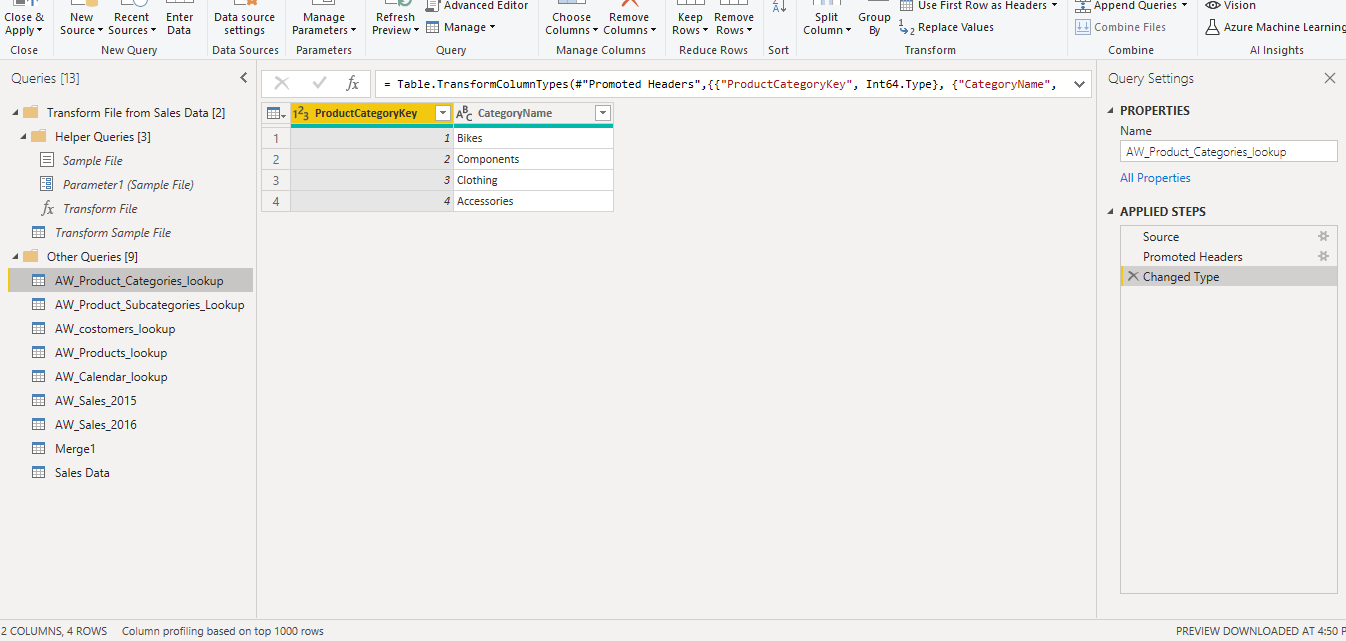 Close & Apply
New Source
Recent Sources
Enter Data
Data source settings
Manage Parameters
Refresh Preview
Advanced Editor
Manage
Choose Columns
Remove Columns
Keep Rows
Remove Rows
Split Column
Group By
Use First Row as Headers
Replace Values
Append Queries
Combine Files
Vision
Azure Machine Learning
Close
New Query
Data Sources
Parameters
Query
Manage Columns
Reduce Rows
Sort
Transform
Combine
AI Insights
Queries [13]
Transform File from Sales Data [2]
Helper Queries [3]
Sample File
Parameter1 (Sample File)
Transform File
Transform Sample File
Other Queries [9]
AW_Product_Categories_lookup
AW_Product_Subcategories_Lookup
AW_costomers_lookup
AW_Products_lookup
AW_Calendar_lookup
AW_Sales_2015
AW_Sales_2016
Merge1
Sales Data
fx = Table.TransformColumnTypes(#"Promoted Headers",{{"ProductCategoryKey", Int64.Type}, {"CategoryName",
ProductCategoryKey CategoryName
1 1 Bikes
2 2 Components
3 3 Clothing
4 4 Accessories
Query Settings
PROPERTIES
Name
AW_Product_Categories_lookup
All Properties
APPLIED STEPS
Source
Promoted Headers
Changed Type
2 COLUMNS, 4 ROWS Column profiling based on top 1000 rows
PREVIEW DOWNLOADED AT 4:50 P